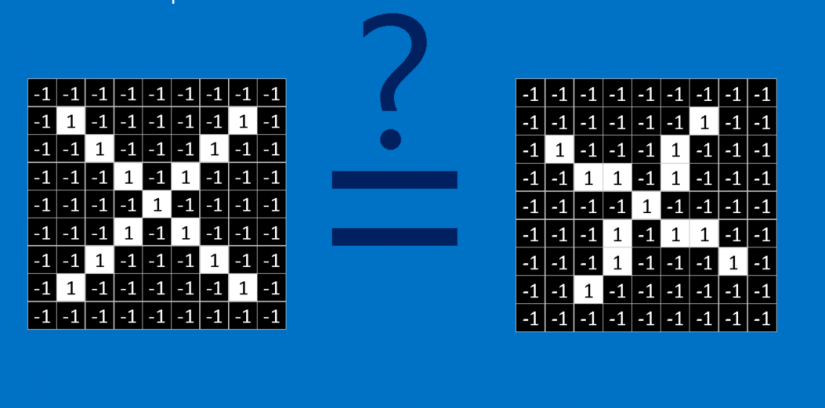 ?
-1 -1 -1 -1 -1 -1 -1 -1 -1
-1 1 -1 -1 -1 -1 -1 1 -1
-1 -1 1 -1 -1 -1 1 -1 -1
-1 -1 -1 1 -1 1 -1 -1 -1
-1 -1 -1 -1 1 -1 -1 -1 -1
-1 -1 -1 1 -1 1 -1 -1 -1
-1 -1 1 -1 -1 -1 1 -1 -1
-1 1 -1 -1 -1 -1 -1 1 -1
-1 -1 -1 -1 -1 -1 -1 -1 -1
=
-1 -1 -1 -1 -1 -1 -1 -1 -1
-1 -1 -1 -1 -1 -1 1 -1 -1
-1 1 -1 -1 -1 1 -1 -1 -1
-1 -1 1 1 -1 1 -1 -1 -1
-1 -1 -1 -1 1 -1 -1 -1 -1
-1 -1 -1 1 -1 1 1 -1 -1
-1 -1 -1 1 -1 -1 -1 1 -1
-1 -1 1 -1 -1 -1 -1 -1 -1
-1 -1 -1 -1 -1 -1 -1 -1 -1